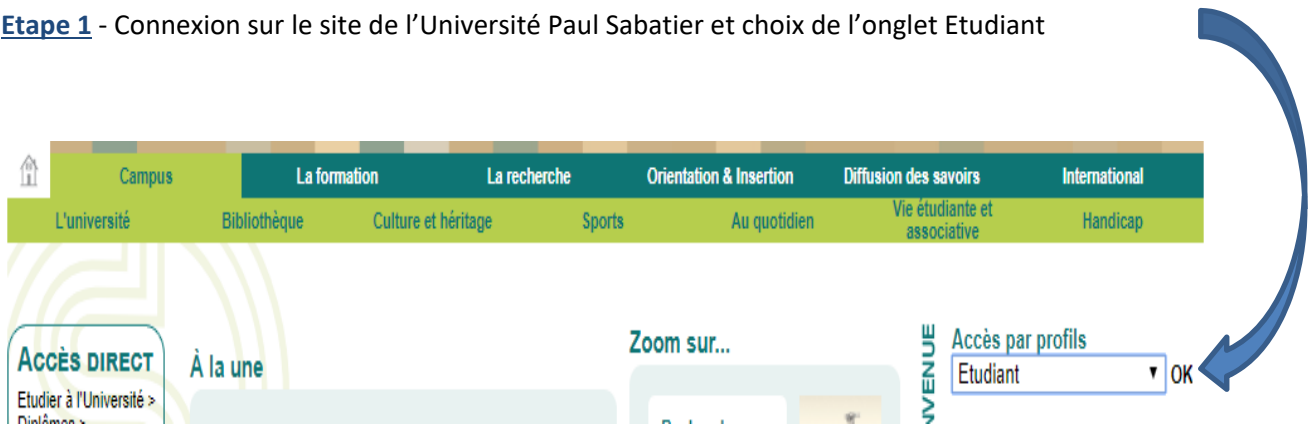 Etape 1 - Connexion sur le site de l’Université Paul Sabatier et choix de l’onglet Etudiant
Campus La formation La recherche Orientation & Insertion Diffusion des savoirs International
L'université Bibliothèque Culture et héritage Sports Au quotidien Vie étudiante et associative Handicap
ACCÈS DIRECT
Etudier à l'Université >
À la une
Zoom sur...
Accès par profils
Etudiant OK